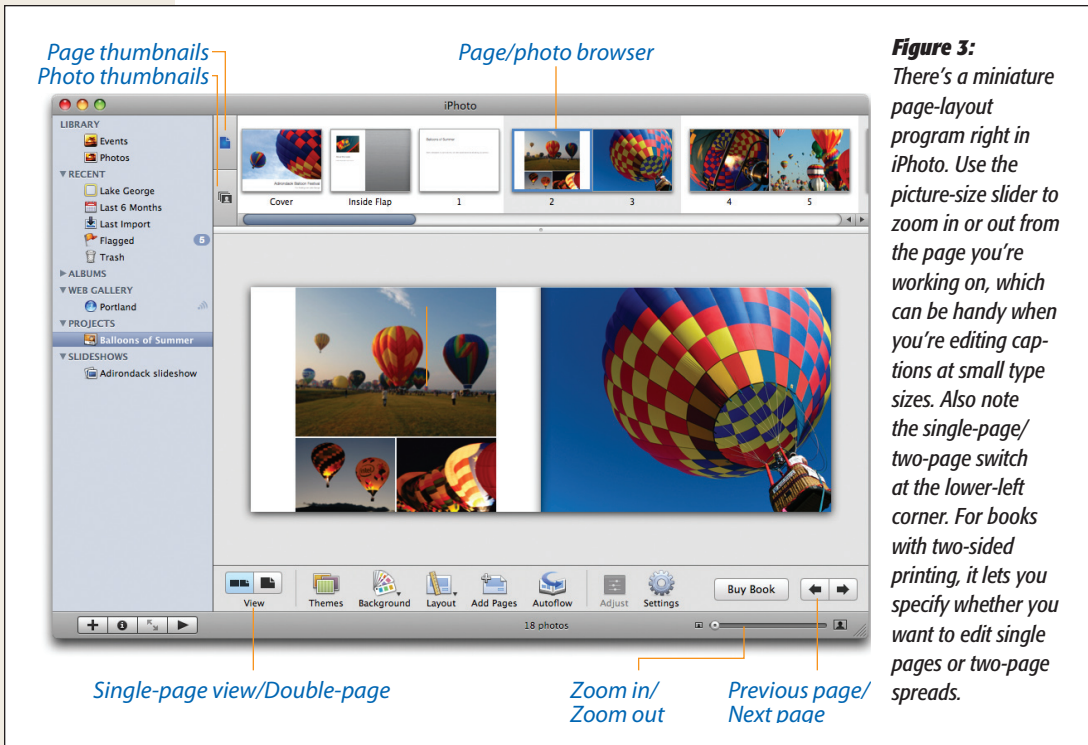 Page thumbnails
Photo thumbnails
Page/photo browser
iPhoto
LIBRARY
Events
Photos
▼RECENT
Lake George
Last 6 Months
Last Import
Flagged 5
Trash
▶ALBUMS
▼WEB GALLERY
Portland
▼PROJECTS
Balloons of Summer
▼SLIDESHOWS
Adirondack slideshow
Adirondack Balloon Festival
Balloons of Summer
Cover Inside Flap 1 2 3 4 5
View Themes Background Layout Add Pages Autoflow Adjust Settings Buy Book
18 photos
Single-page view/Double-page
Zoom in/
Zoom out
Previous page/
Next page
Figure 3:
There's a miniature
page-layout
program right in
iPhoto. Use the
picture-size slider to
zoom in or out from
the page you're
working on, which
can be handy when
you're editing cap-
tions at small type
sizes. Also note
the single-page/
two-page switch
at the lower-left
corner. For books
with two-sided
printing, it lets you
specify whether you
want to edit single
pages or two-page
spreads.